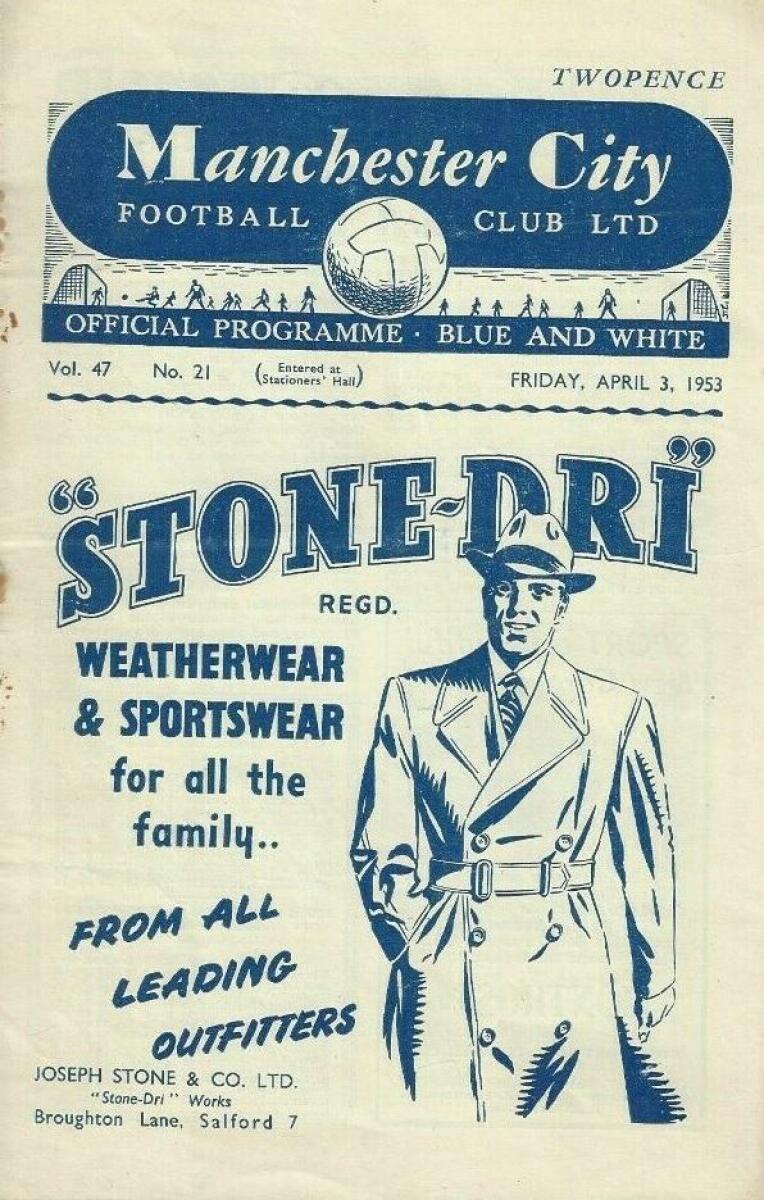 TWOPENCE
Manchester City
FOOTBALL CLUB LTD
OFFICIAL PROGRAMME · BLUE AND WHITE
Vol. 47 No. 21 (Entered at Stationers' Hall) FRIDAY, APRIL 3, 1953
"STONE-DRI"
REGD.
WEATHERWEAR
& SPORTSWEAR
for all the
family..
FROM ALL
LEADING
OUTFITTERS
JOSEPH STONE & CO. LTD.
"Stone-Dri" Works
Broughton Lane, Salford 7